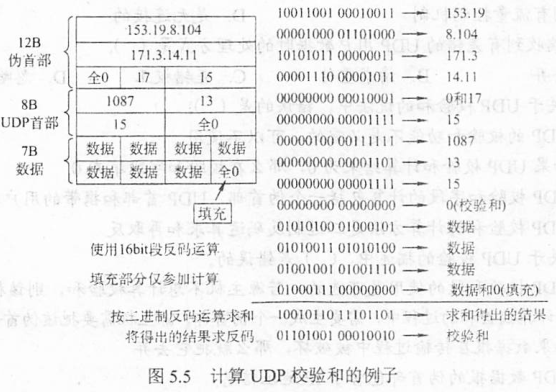 12B
伪首部
153.19.8.104
171.3.14.11
全0 17 15
8B
UDP首部
1087 13
15 全0
7B
数据
数据 数据 数据 数据
数据 数据 数据 全0
填充
10011001 00010011 → 153.19
00001000 01101000 → 8.104
10101011 00000011 → 171.3
00001110 00001011 → 14.11
00000000 00010001 → 0和17
00000000 00001111 → 15
00000100 00111111 → 1087
00000000 00001101 → 13
00000000 00001111 → 15
00000000 00000000 → 0(校验和)
01010100 01000101 → 数据
使用16bit段反码运算 01010011 01010100 → 数据
01001001 01001110 → 数据
填充部分仅参加计算 01000111 00000000 → 数据和0(填充)
按二进制反码运算求和 10010110 11101101 → 求和得出的结果
将得出的结果求反码 01101001 00010010 → 校验和
图 5.5 计算 UDP 校验和的例子